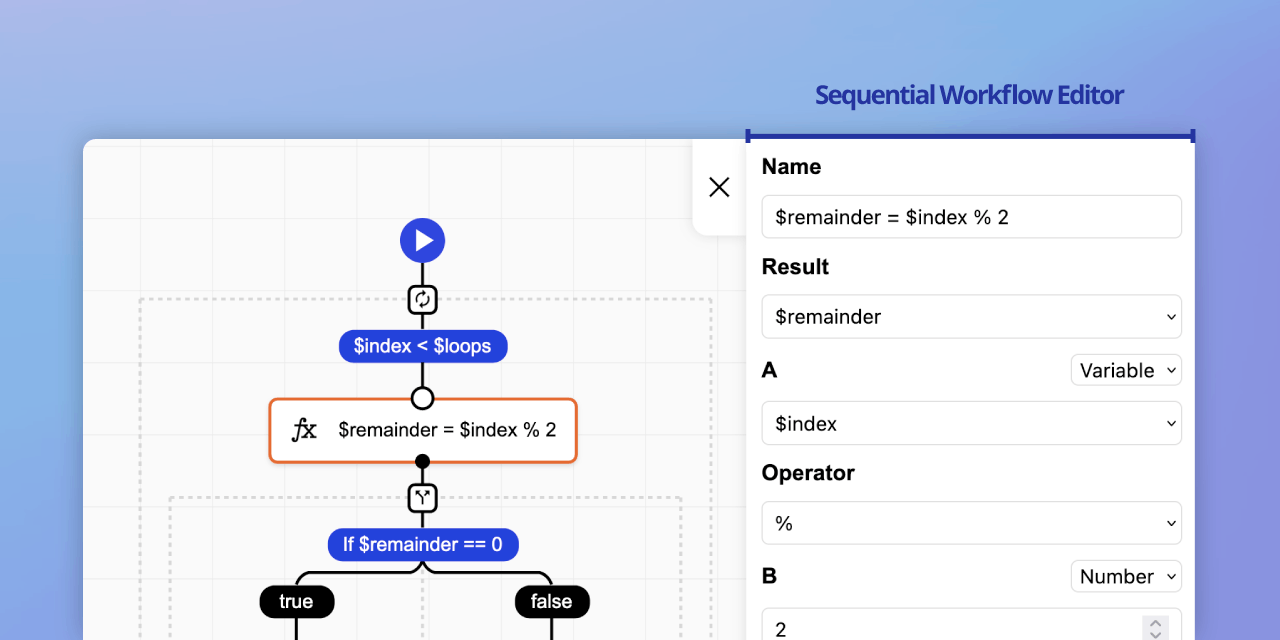 Sequential Workflow Editor
$index < $loops
fx $remainder = $index % 2
If $remainder == 0
true
false
Name
$remainder = $index % 2
Result
$remainder
A Variable
$index
Operator
%
B Number
2